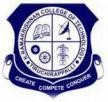 K.RAMAKRISHNAN COLLEGE OF TECHNOLOGY
TIRUCHIRAPPALLI
CREATE COMPETE CONQUER